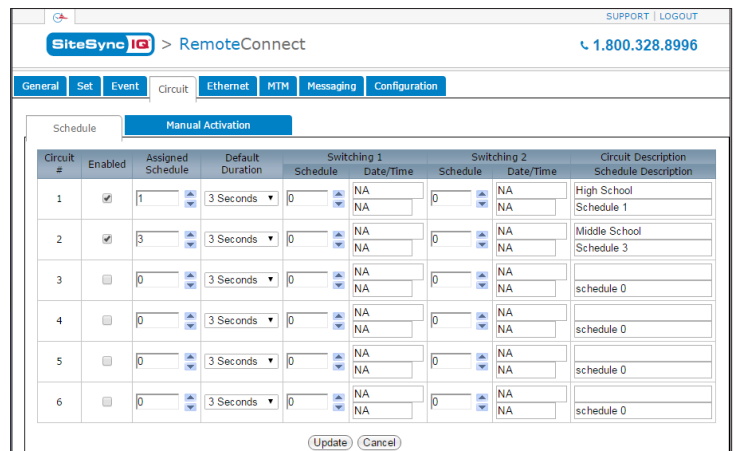 SUPPORT | LOGOUT
SiteSync IQ > RemoteConnect
1.800.328.8996
General Set Event Circuit Ethernet MTM Messaging Configuration
Schedule Manual Activation
Circuit # Enabled Assigned Schedule Default Duration Switching 1 Switching 2 Circuit Description
Schedule Date/Time Schedule Date/Time Schedule Description
1 1 3 Seconds 0 NA 0 NA High School
NA NA Schedule 1
2 3 3 Seconds 0 NA 0 NA Middle School
NA NA Schedule 3
3 0 3 Seconds 0 NA 0 NA
NA NA schedule 0
4 0 3 Seconds 0 NA 0 NA
NA NA schedule 0
5 0 3 Seconds 0 NA 0 NA
NA NA schedule 0
6 0 3 Seconds 0 NA 0 NA
NA NA schedule 0
Update Cancel